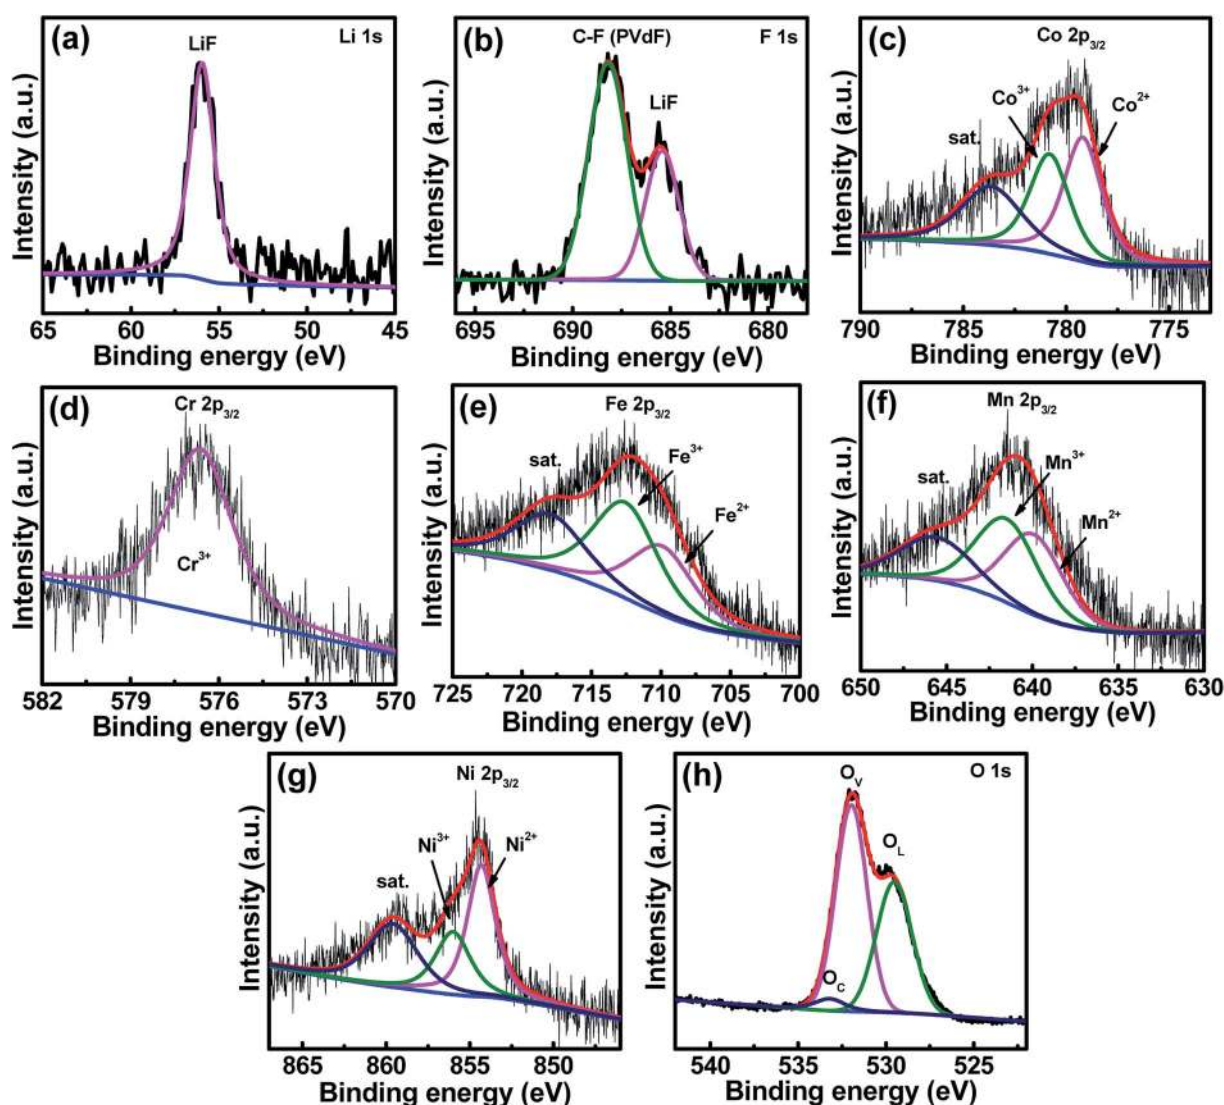 (a) Li 1s
LiF
Intensity (a.u.)
65 60 55 50 45
Binding energy (eV)
(b) C-F (PVdF) F 1s
LiF
Intensity (a.u.)
695 690 685 680
Binding energy (eV)
(c) Co 2p3/2
Co3+ Co2+
sat.
Intensity (a.u.)
790 785 780 775
Binding energy (eV)
(d) Cr 2p3/2
Cr3+
Intensity (a.u.)
582 579 576 573 570
Binding energy (eV)
(e) Fe 2p3/2
sat. Fe3+
Fe2+
Intensity (a.u.)
725 720 715 710 705 700
Binding energy (eV)
(f) Mn 2p3/2
sat. Mn3+
Mn2+
Intensity (a.u.)
650 645 640 635 630
Binding energy (eV)
(g) Ni 2p3/2
Ni3+ Ni2+
sat.
Intensity (a.u.)
865 860 855 850
Binding energy (eV)
(h) OV O 1s
OL
OC
Intensity (a.u.)
540 535 530 525
Binding energy (eV)